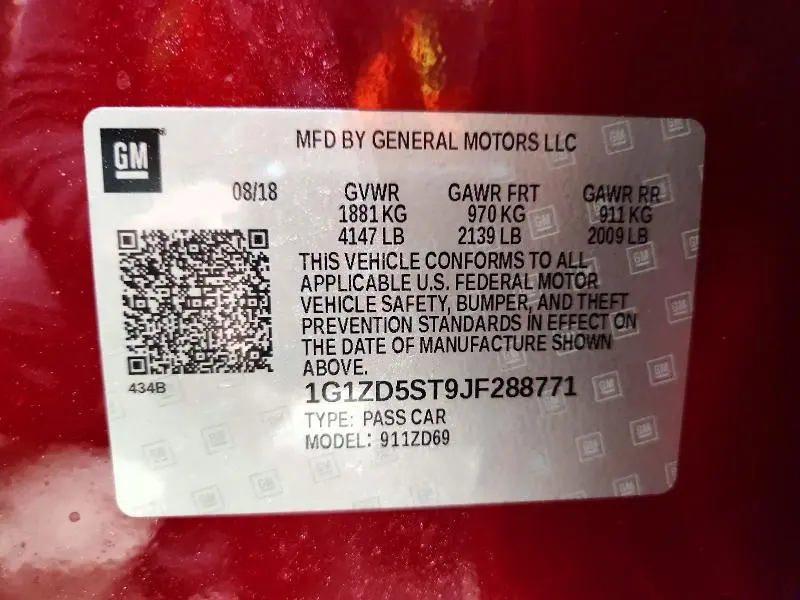 GM
MFD BY GENERAL MOTORS LLC
08/18 GVWR GAWR FRT GAWR RR
1881 KG 970 KG 911 KG
4147 LB 2139 LB 2009 LB
THIS VEHICLE CONFORMS TO ALL
APPLICABLE U.S. FEDERAL MOTOR
VEHICLE SAFETY, BUMPER, AND THEFT
PREVENTION STANDARDS IN EFFECT ON
THE DATE OF MANUFACTURE SHOWN
ABOVE.
434B
1G1ZD5ST9JF288771
TYPE: PASS CAR
MODEL: 911ZD69